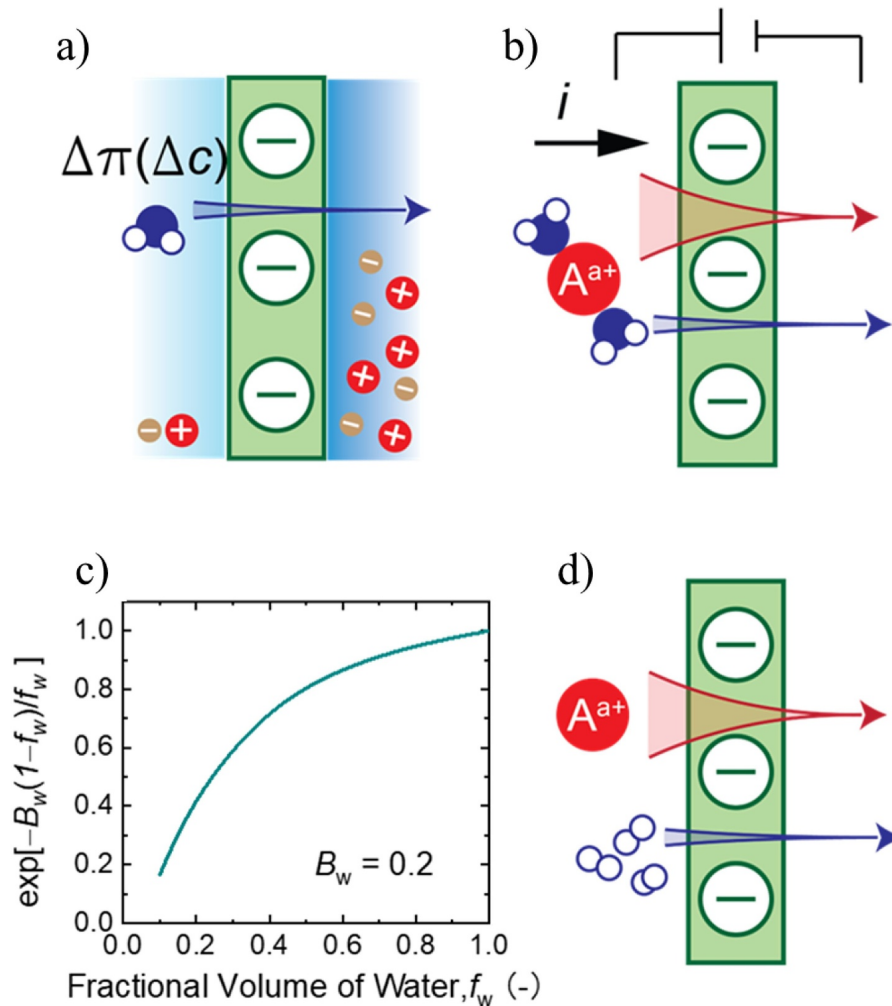 a)
Δπ(Δc)
−
−
−
−
−
−
−
−
−
+
+
+
+
+
b)
i
−
−
−
Aᵃ⁺
c)
exp[−B_w(1−f_w)/f_w]
1.0
0.8
0.6
0.4
0.2
0.0
B_w = 0.2
0.0 0.2 0.4 0.6 0.8 1.0
Fractional Volume of Water,f_w (-)
d)
−
−
−
Aᵃ⁺